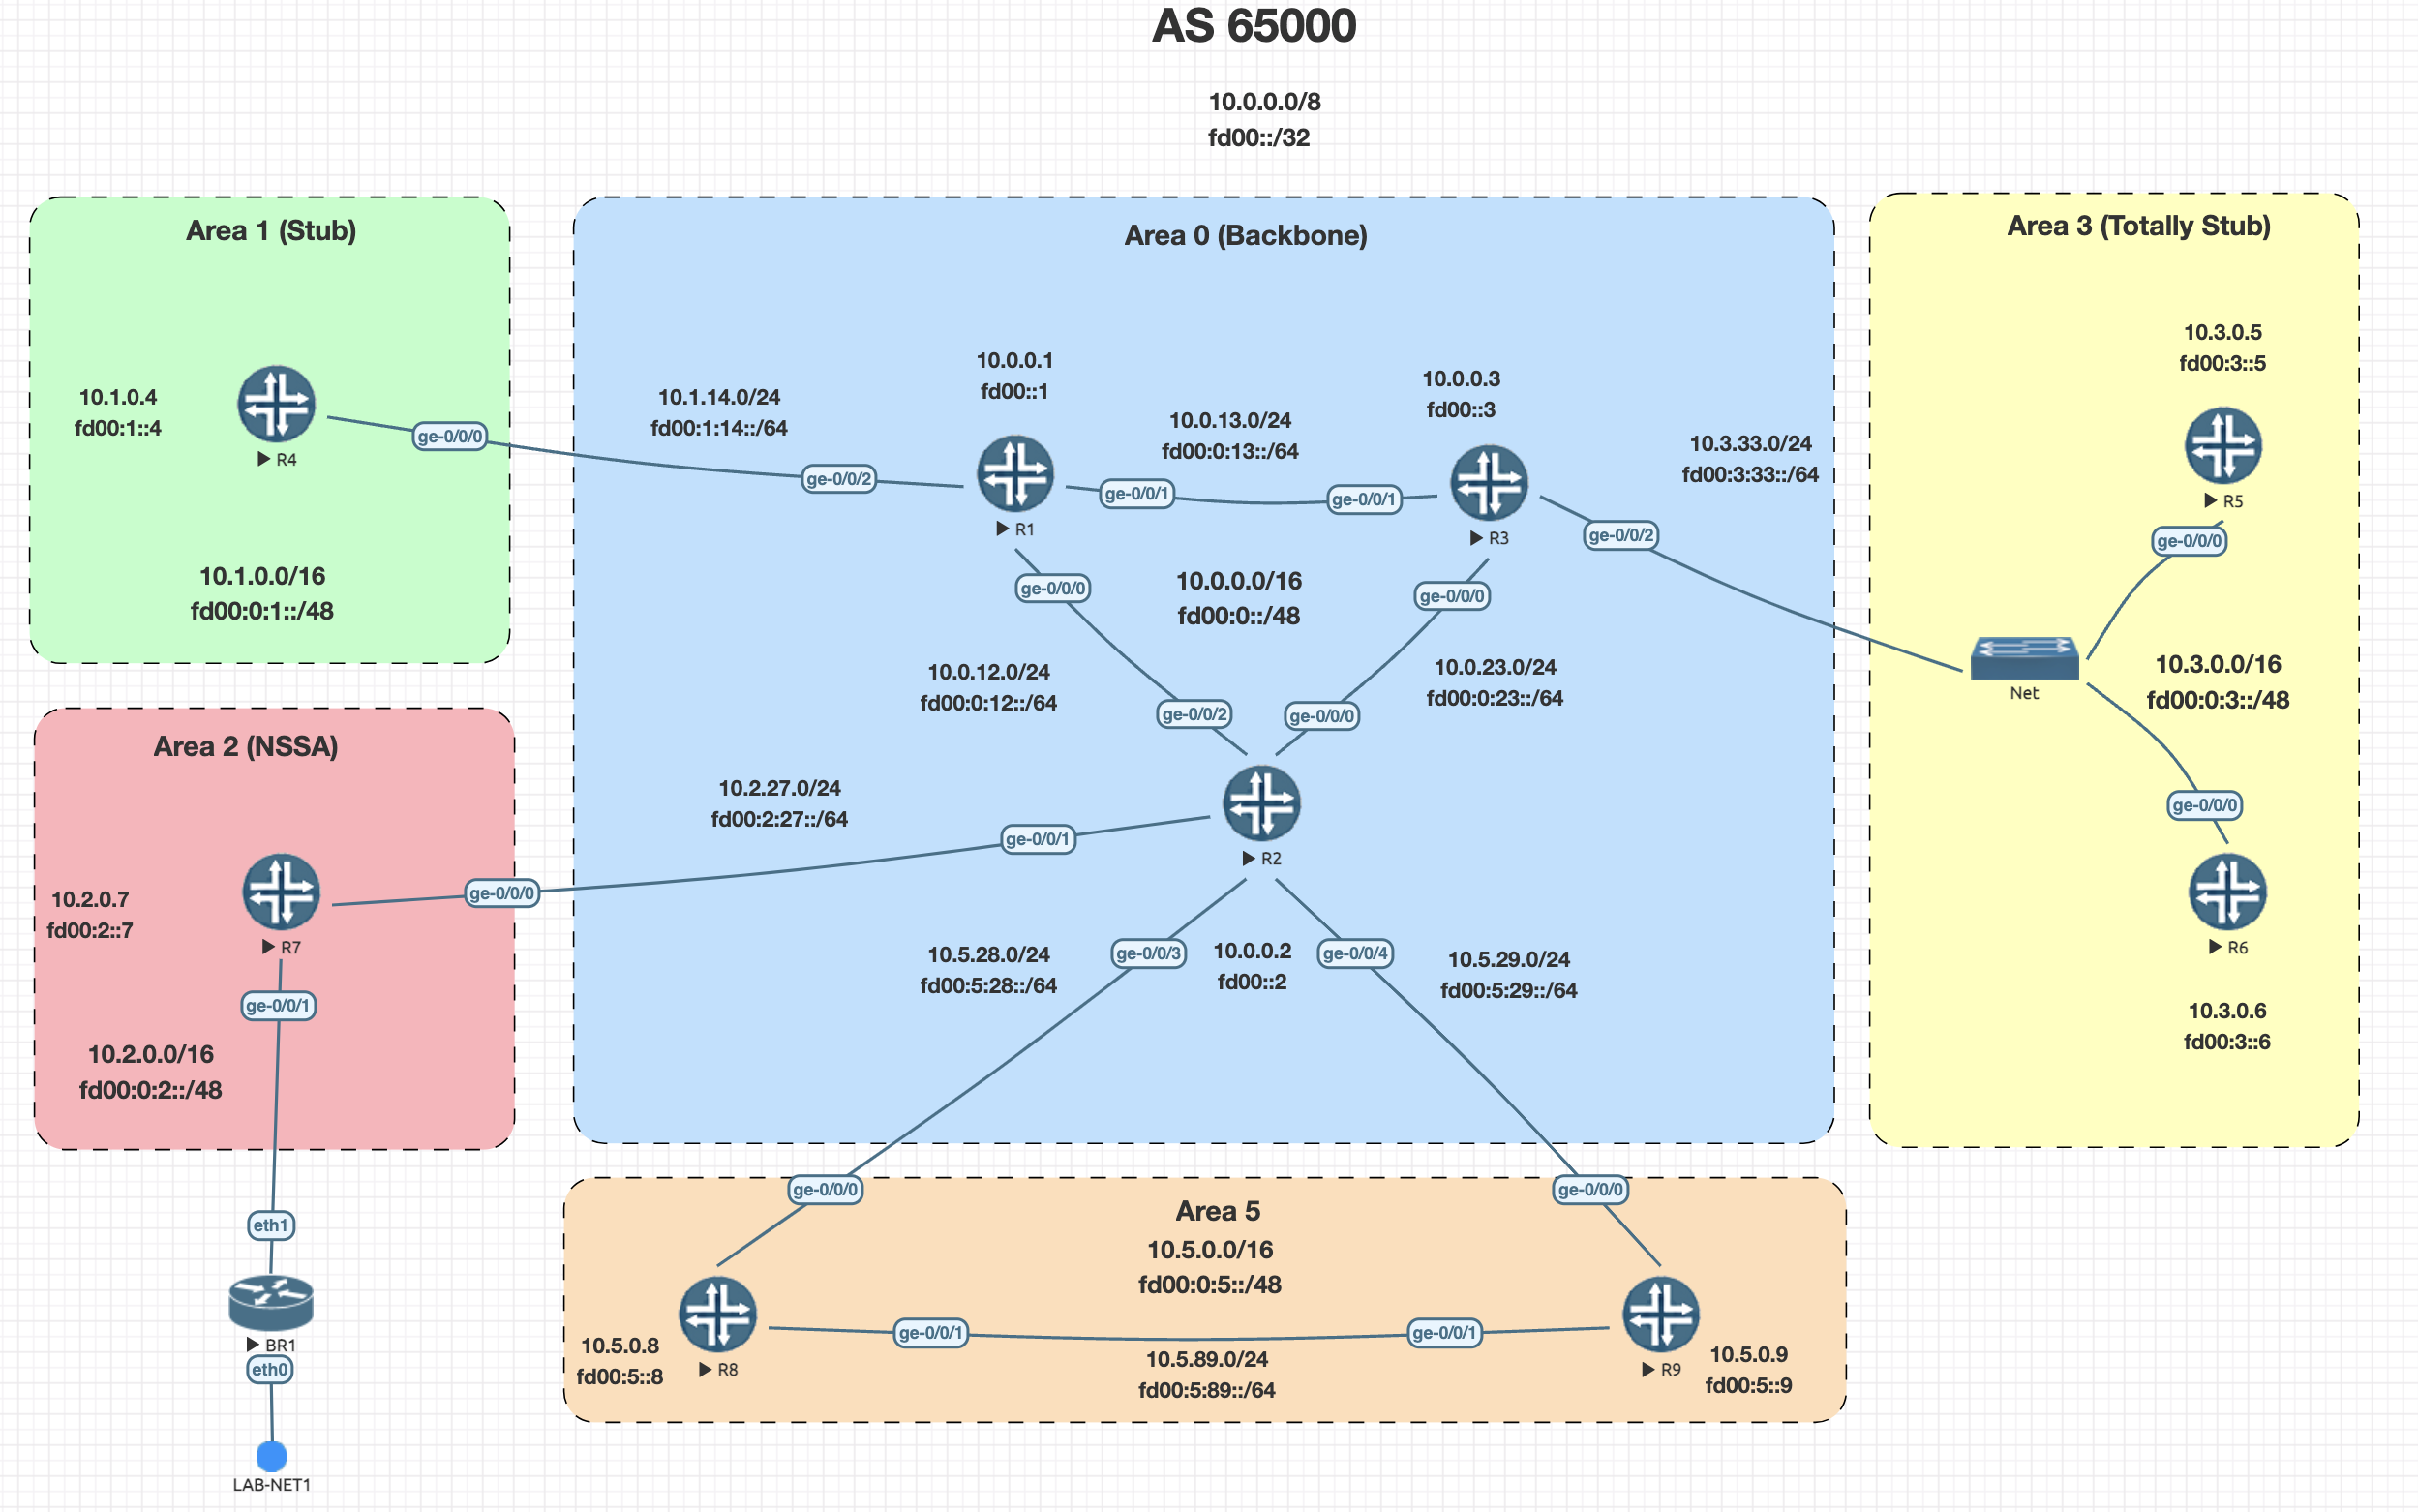 AS 65000
10.0.0.0/8
fd00::/32
Area 1 (Stub)
10.1.0.4
fd00:1::4
R4
ge-0/0/0
10.1.0.0/16
fd00:0:1::/48
Area 0 (Backbone)
10.1.14.0/24
fd00:1:14::/64
ge-0/0/2
10.0.0.1
fd00::1
R1
ge-0/0/1
10.0.13.0/24
fd00:0:13::/64
ge-0/0/1
10.0.0.3
fd00::3
R3
ge-0/0/2
10.3.33.0/24
fd00:3:33::/64
ge-0/0/0
10.0.0.0/16
fd00:0::/48
ge-0/0/0
10.0.12.0/24
fd00:0:12::/64
10.0.23.0/24
fd00:0:23::/64
ge-0/0/2
ge-0/0/0
10.2.27.0/24
fd00:2:27::/64
ge-0/0/1
R2
10.5.28.0/24
fd00:5:28::/64
ge-0/0/3
10.0.0.2
fd00::2
ge-0/0/4
10.5.29.0/24
fd00:5:29::/64
Area 3 (Totally Stub)
10.3.0.5
fd00:3::5
R5
ge-0/0/0
Net
10.3.0.0/16
fd00:0:3::/48
ge-0/0/0
R6
10.3.0.6
fd00:3::6
Area 2 (NSSA)
10.2.0.7
fd00:2::7
R7
ge-0/0/0
ge-0/0/1
10.2.0.0/16
fd00:0:2::/48
eth1
BR1
eth0
LAB-NET1
ge-0/0/0
ge-0/0/0
Area 5
10.5.0.0/16
fd00:0:5::/48
10.5.0.8
fd00:5::8
R8
ge-0/0/1
ge-0/0/1
10.5.89.0/24
fd00:5:89::/64
R9
10.5.0.9
fd00:5::9